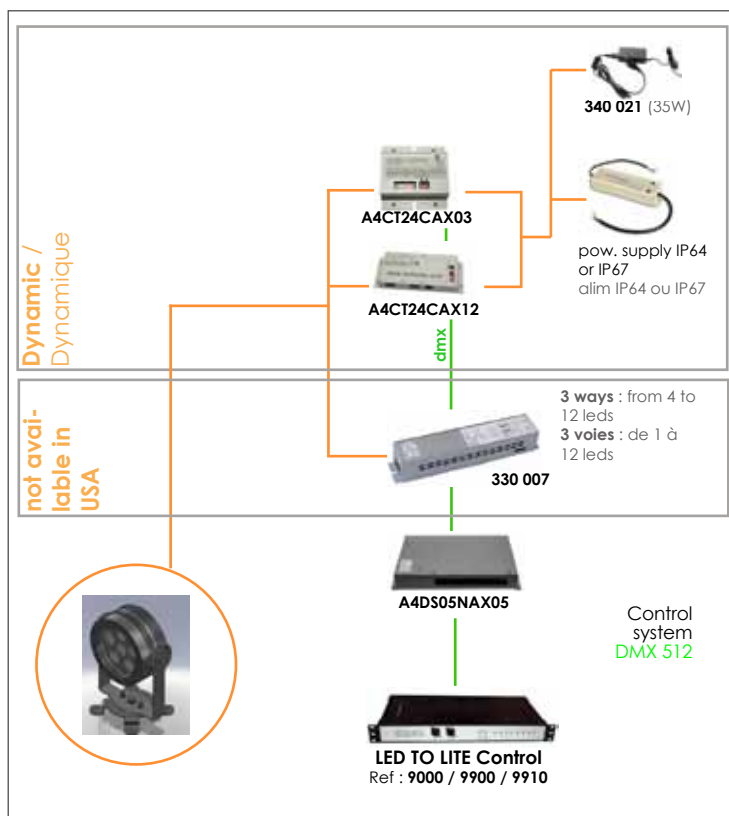 340 021 (35W)
A4CT24CAX03
pow. supply IP64
or IP67
alim IP64 ou IP67
A4CT24CAX12
Dynamic /
Dynamique
dmx
3 ways : from 4 to
12 leds
3 voies : de 1 à
12 leds
330 007
not avai-
lable in
USA
A4DS05NAX05
Control
system
DMX 512
LED TO LITE Control
Ref : 9000 / 9900 / 9910